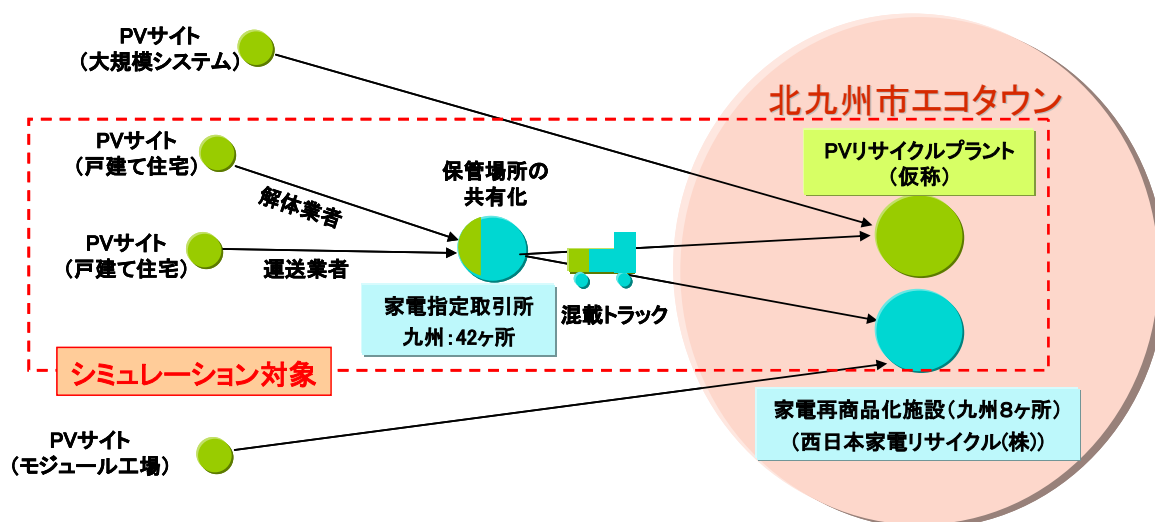 PVサイト
（大規模システム）
北九州市エコタウン
PVサイト
（戸建て住宅）
解体業者
保管場所の
共有化
PVリサイクルプラント
（仮称）
PVサイト
（戸建て住宅）
運送業者
家電指定取引所
九州：42ヶ所
混載トラック
シミュレーション対象
家電再商品化施設（九州８ヶ所）
（西日本家電リサイクル(株)）
PVサイト
（モジュール工場）